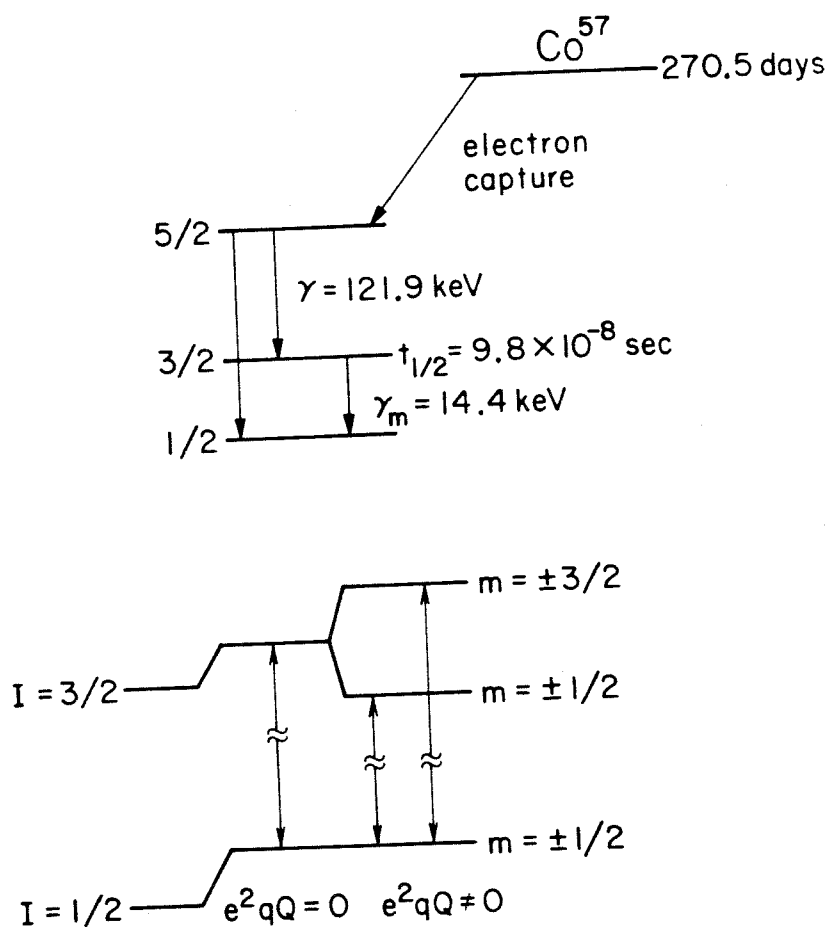 Co⁵⁷
270.5 days
electron
capture
5/2
γ = 121.9 keV
3/2
t₁/₂ = 9.8 × 10⁻⁸ sec
γₘ = 14.4 keV
1/2
m = ± 3/2
I = 3/2
m = ± 1/2
m = ± 1/2
I = 1/2
e²qQ = 0
e²qQ ≠ 0